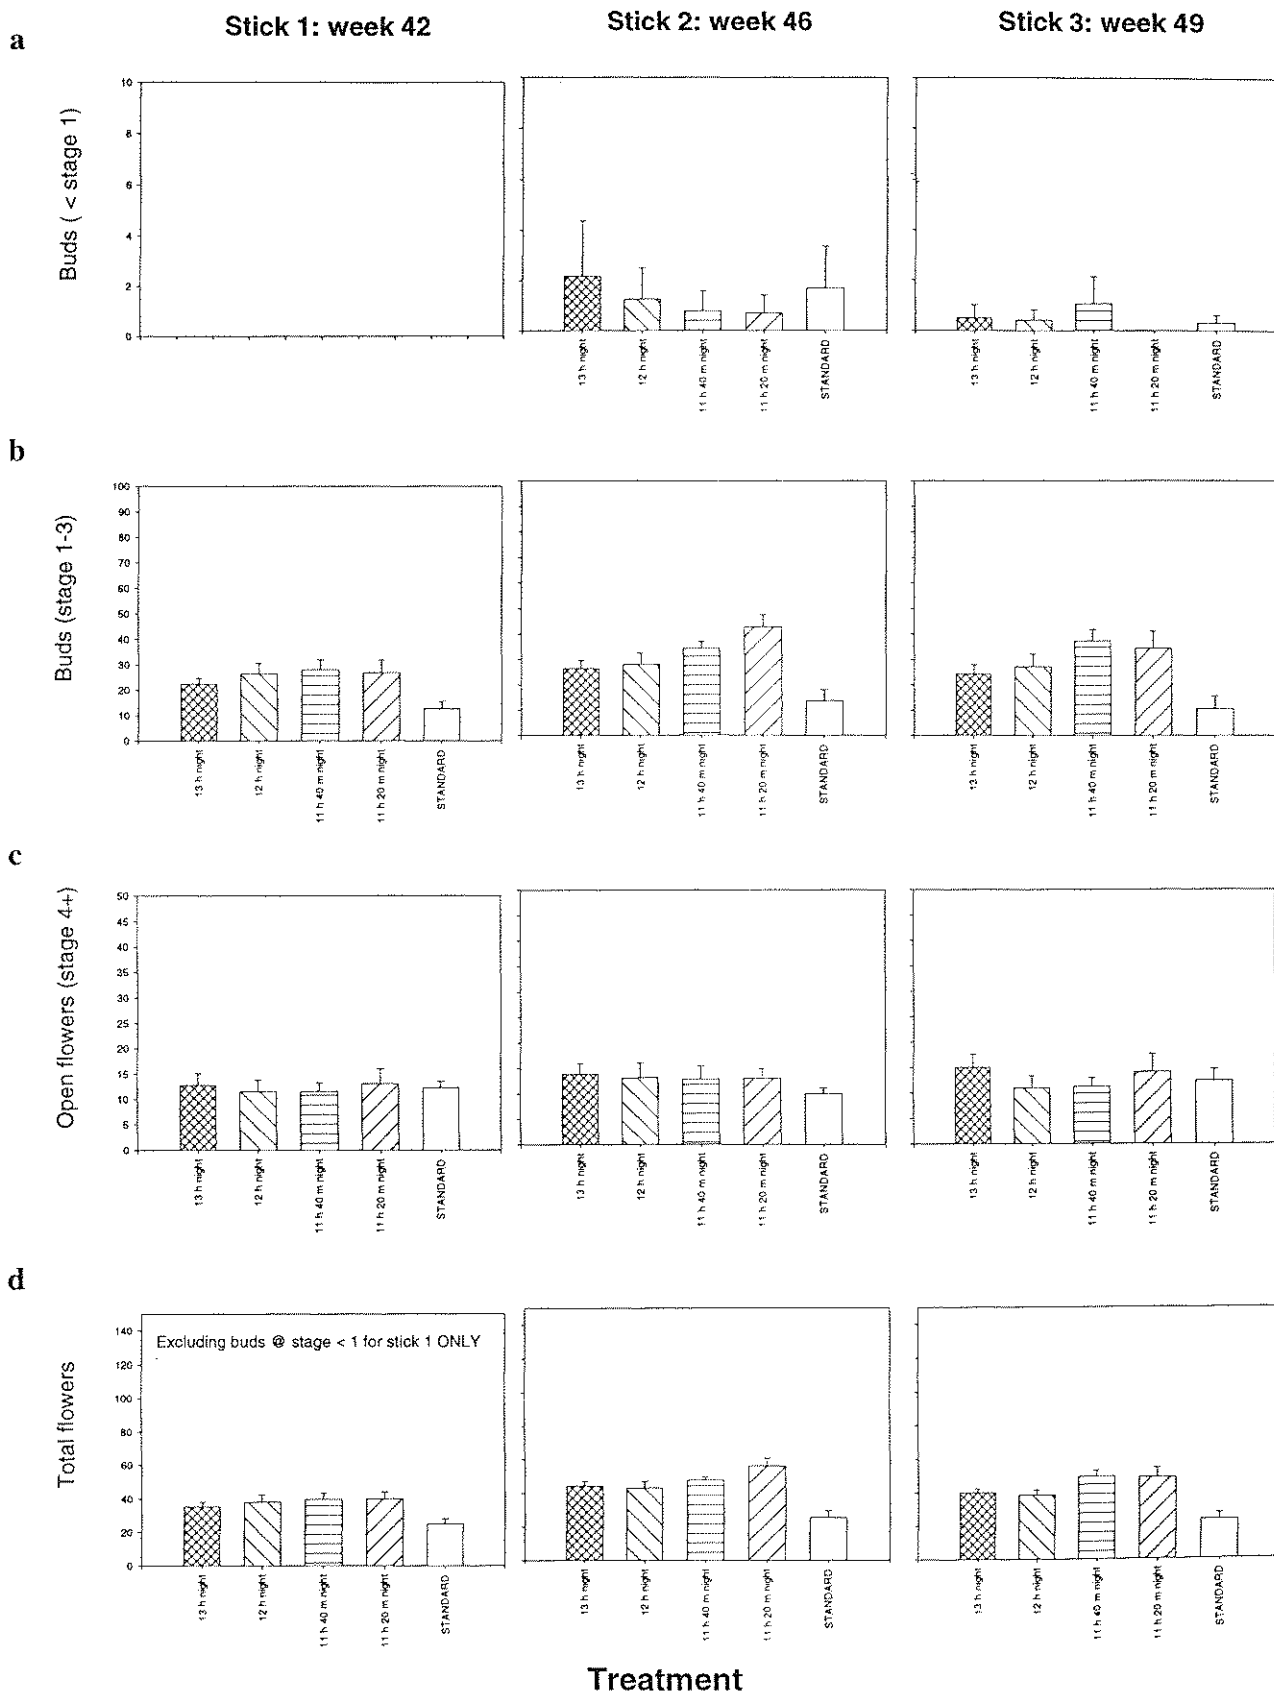 Stick 1: week 42
Stick 2: week 46
Stick 3: week 49
a
Buds ( < stage 1)
10
8
6
4
2
0
13 h night
12 h night
11 h 40 m night
11 h 20 m night
STANDARD
13 h night
12 h night
11 h 40 m night
11 h 20 m night
STANDARD
b
Buds (stage 1-3)
100
90
80
70
60
50
40
30
20
10
0
13 h night
12 h night
11 h 40 m night
11 h 20 m night
STANDARD
13 h night
12 h night
11 h 40 m night
11 h 20 m night
STANDARD
13 h night
12 h night
11 h 40 m night
11 h 20 m night
STANDARD
c
Open flowers (stage 4+)
50
45
40
35
30
25
20
15
10
5
0
13 h night
12 h night
11 h 40 m night
11 h 20 m night
STANDARD
13 h night
12 h night
11 h 40 m night
11 h 20 m night
STANDARD
13 h night
12 h night
11 h 40 m night
11 h 20 m night
STANDARD
d
Total flowers
Excluding buds @ stage < 1 for stick 1 ONLY
140
120
100
80
60
40
20
0
13 h night
12 h night
11 h 40 m night
11 h 20 m night
STANDARD
13 h night
12 h night
11 h 40 m night
11 h 20 m night
STANDARD
13 h night
12 h night
11 h 40 m night
11 h 20 m night
STANDARD
Treatment